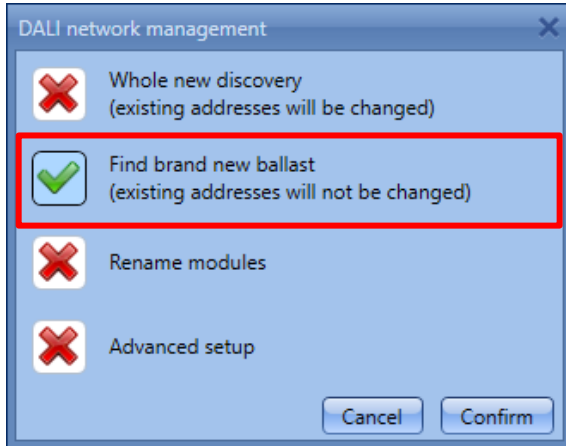 DALI network management
Whole new discovery
(existing addresses will be changed)
Find brand new ballast
(existing addresses will not be changed)
Rename modules
Advanced setup
Cancel
Confirm